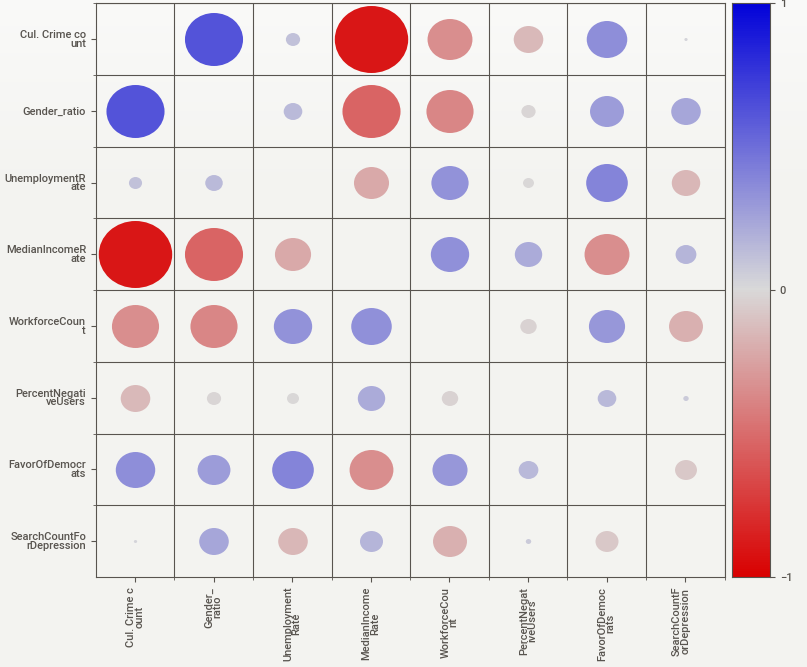 1
Cul. Crime co
unt
Gender_ratio
UnemploymentR
ate
MedianIncomeR
ate
0
WorkforceCoun
t
PercentNegati
veUsers
FavorOfDemocr
ats
SearchCountFo
rDepression
-1
Cul. Crime c
ount
Gender_
ratio
Unemployment
Rate
MedianIncome
Rate
WorkforceCou
nt
PercentNegat
iveUsers
FavorOfDemoc
rats
SearchCountF
orDepression